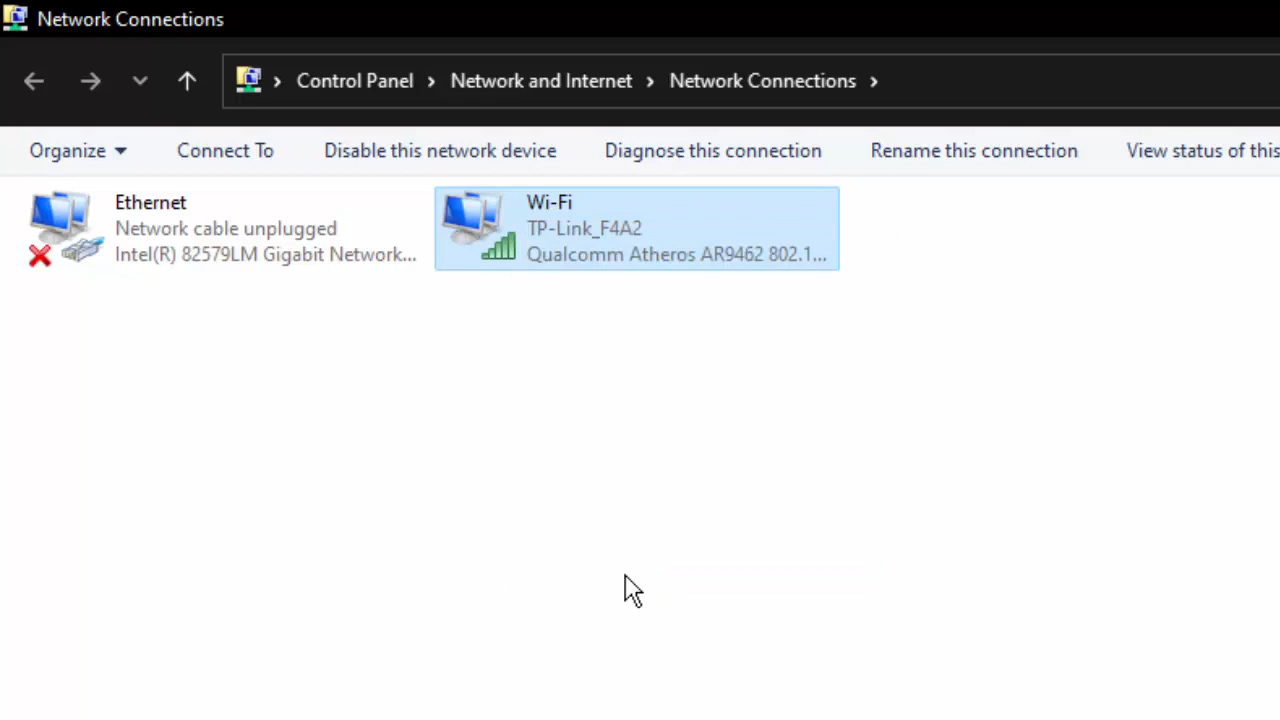 Network Connections
Control Panel Network and Internet Network Connections
Organize Connect To Disable this network device Diagnose this connection Rename this connection View status of this
Ethernet
Network cable unplugged
Intel(R) 82579LM Gigabit Network...
Wi-Fi
TP-Link_F4A2
Qualcomm Atheros AR9462 802.1...